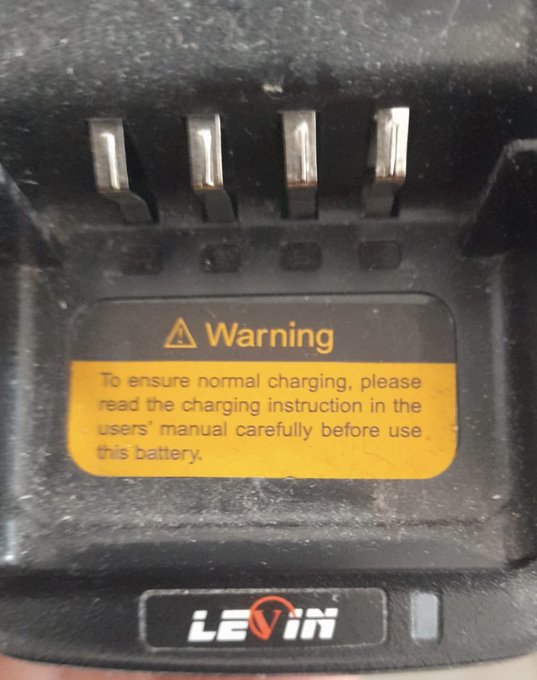 Warning
To ensure normal charging, please
read the charging instruction in the
users' manual carefully before use
this battery.
LEVIN